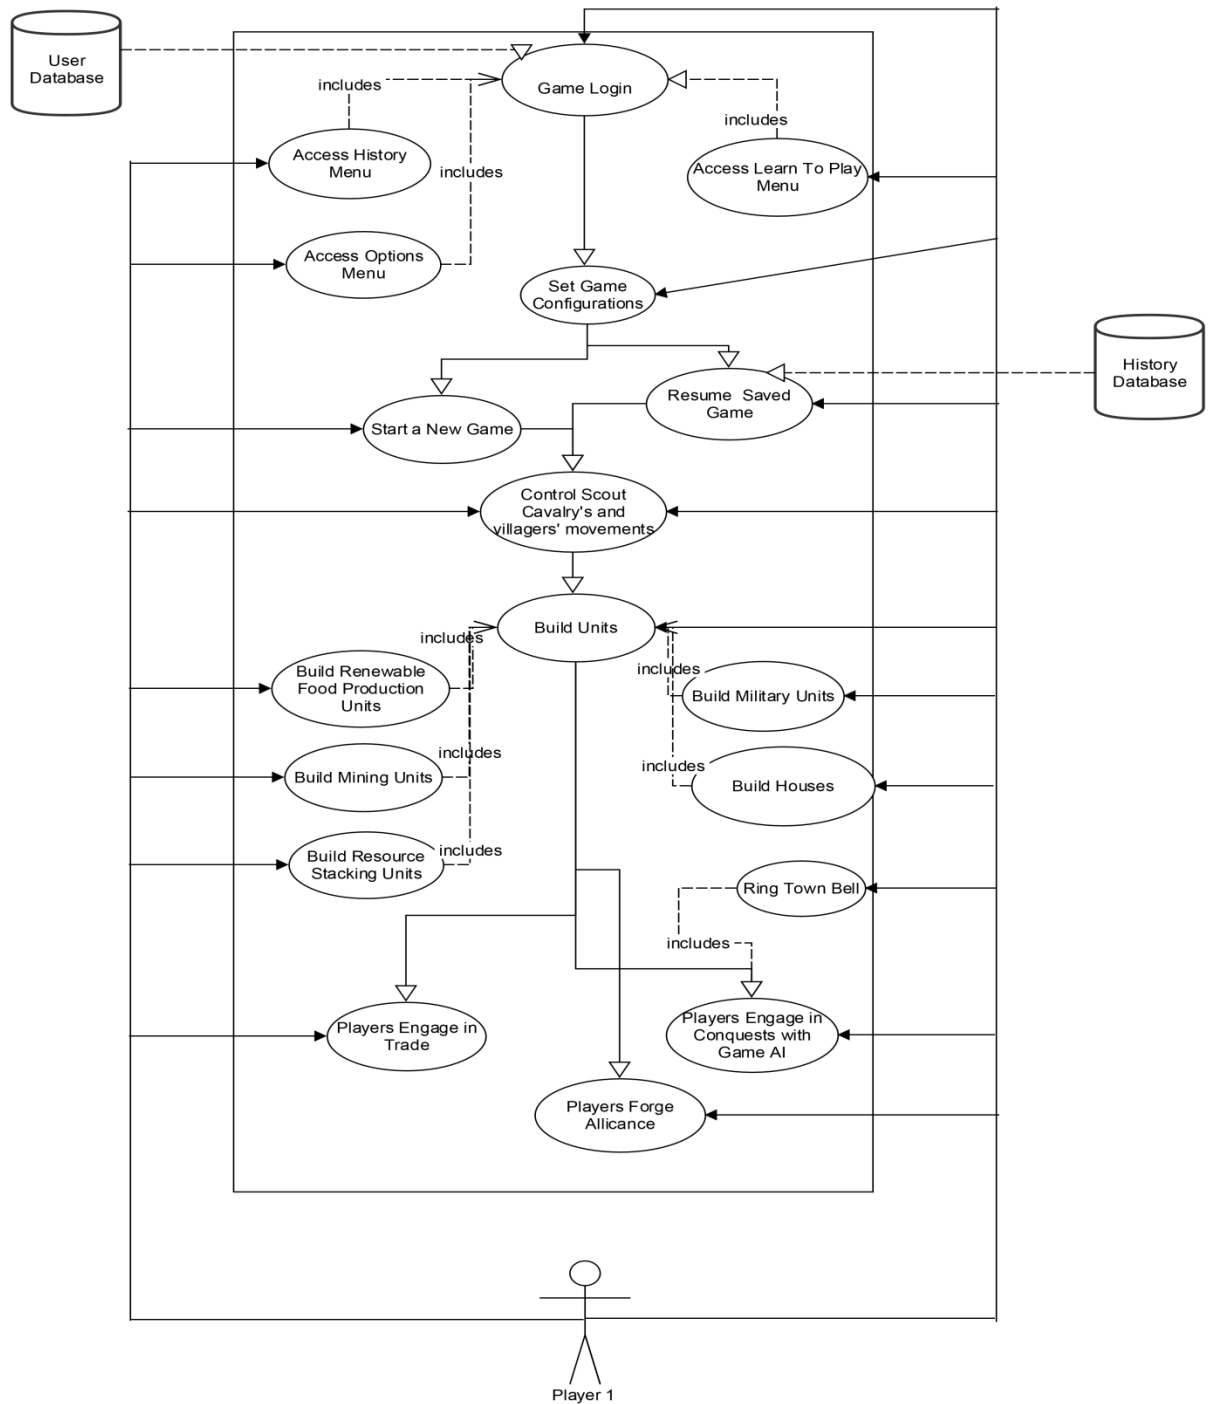 User
Database
Game Login
includes
includes
Access History
Menu
includes
Access Learn To Play
Menu
Access Options
Menu
Set Game
Configurations
History
Database
Resume Saved
Game
Start a New Game
Control Scout
Cavalry's and
villagers' movements
Build Units
includes
includes
Build Renewable
Food Production
Units
Build Military Units
includes
includes
Build Mining Units
Build Houses
includes
Build Resource
Stacking Units
Ring Town Bell
includes
Players Engage in
Trade
Players Engage in
Conquests with
Game AI
Players Forge
Allicance
Player 1